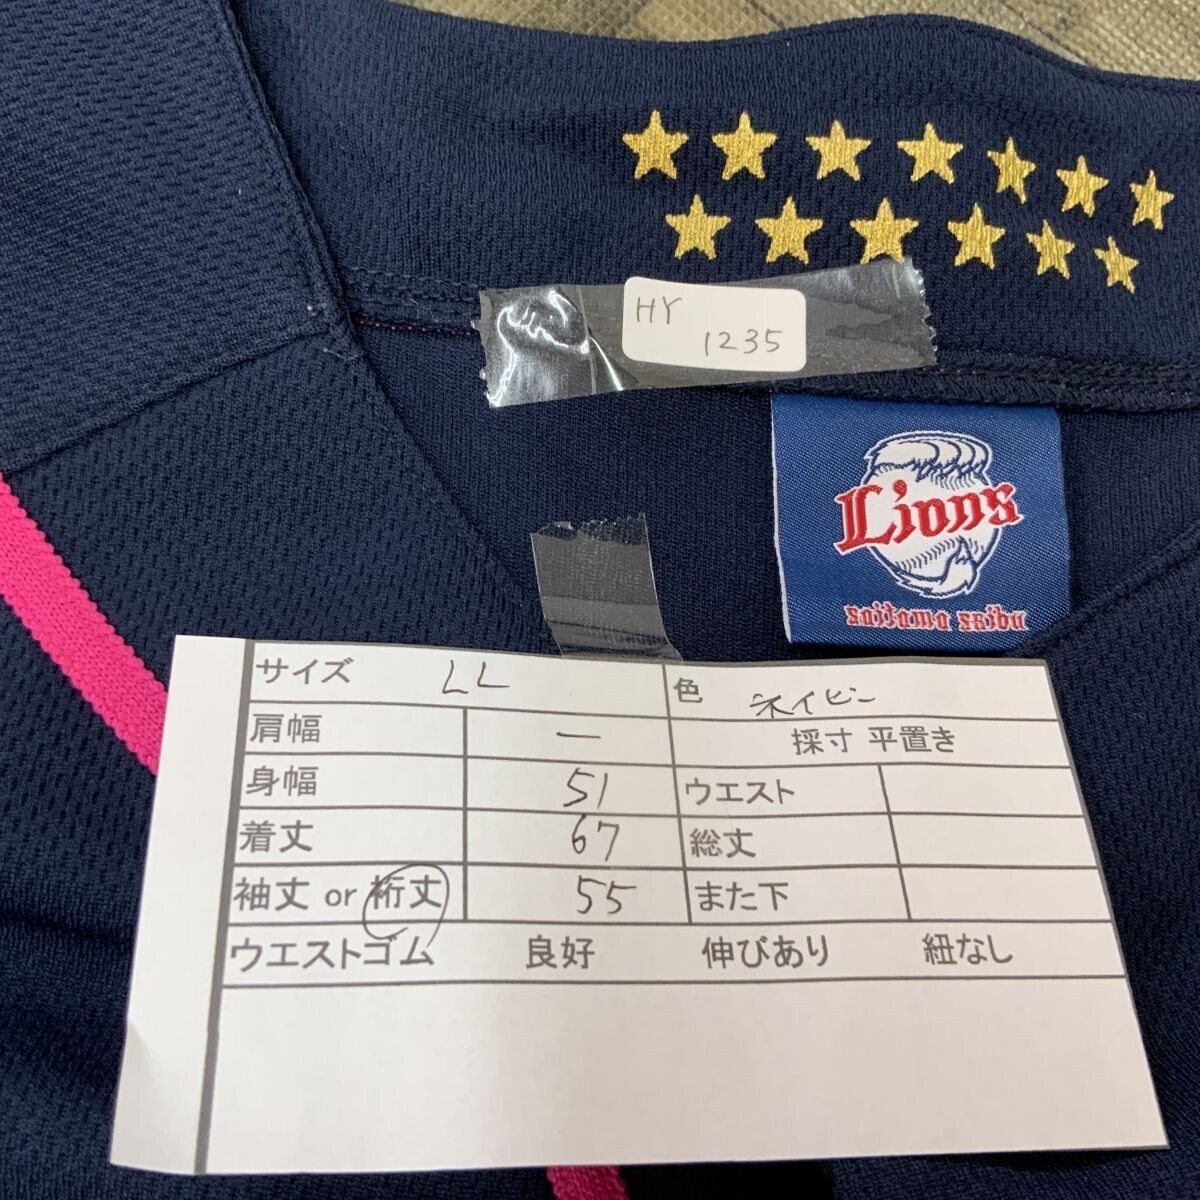 HY
1235
Lions
saitama seibu
サイズ LL 色 ネイビー
肩幅 ー 採寸 平置き
身幅 51 ウエスト
着丈 67 総丈
袖丈 or 裄丈 55 また下
ウエストゴム 良好 伸びあり 紐なし